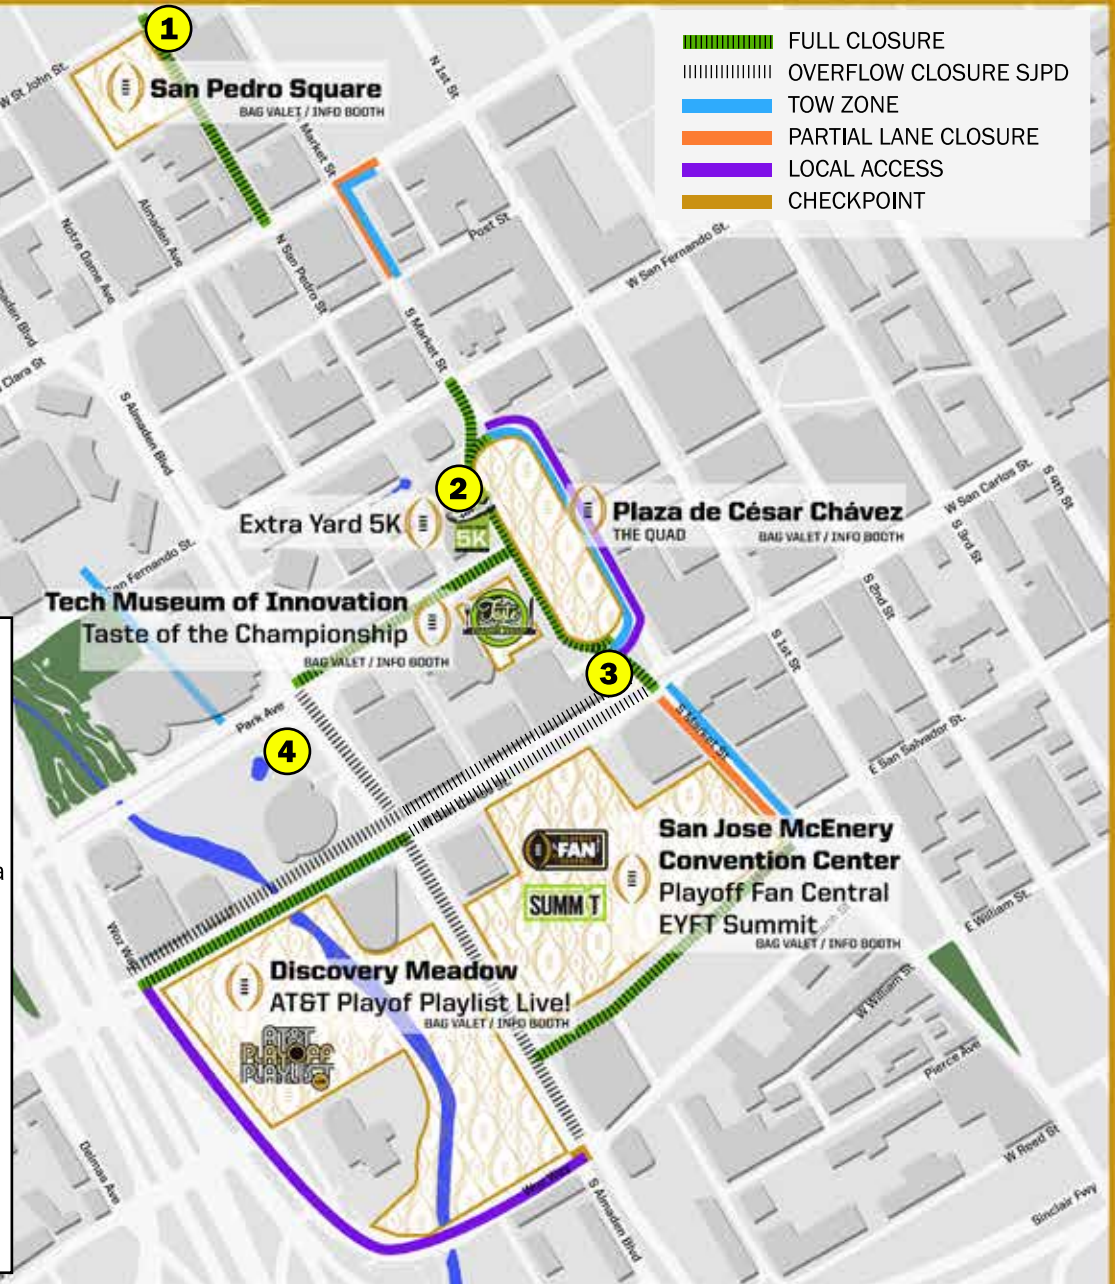 FULL CLOSURE
OVERFLOW CLOSURE SJPD
TOW ZONE
PARTIAL LANE CLOSURE
LOCAL ACCESS
CHECKPOINT
1
W St John St.
San Pedro Square
BAG VALET / INFO BOOTH
N 1st St
Market St
Almaden Ave
Notre Dame Ave
N San Pedro St
Post St
W San Fernando St.
S Market St
Clara St
S Almaden Blvd
2
Extra Yard 5K
5K
Plaza de César Chávez
THE QUAD
BAG VALET / INFO BOOTH
W San Carlos St.
S 4th St
S 3rd St
S 2nd St
S 1st St
San Fernando St.
Tech Museum of Innovation
Taste of the Championship
BAG VALET / INFO BOOTH
3
Park Ave
4
S Market St
E San Salvador St.
a
FAN
SUMMIT
San Jose McEnery
Convention Center
Playoff Fan Central
EYFT Summit
BAG VALET / INFO BOOTH
E William St.
Woz Way
Discovery Meadow
AT&T Playof Playlist Live!
BAG VALET / INFO BOOTH
AT&T
PLAYOFF
PLAYLIST
W William St
Pierce Ave
W Reed St
Delmas Ave
Woz Way
S Almaden Blvd
Sinclair Fwy